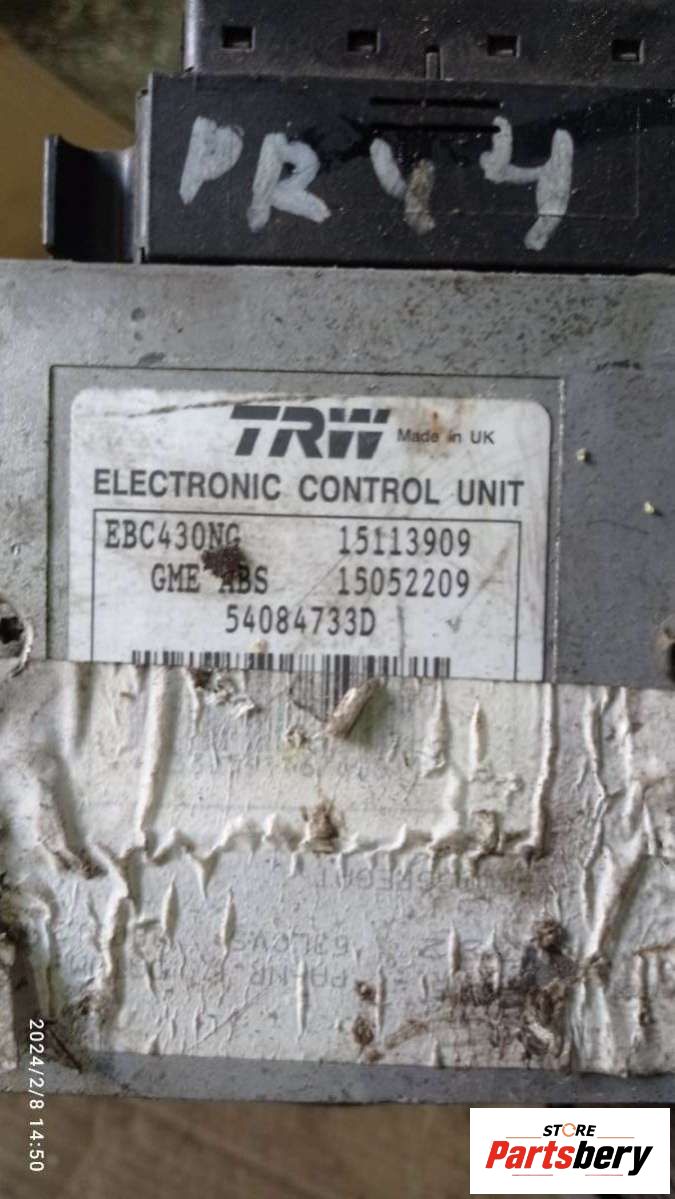 PRY4
TRW Made in UK
ELECTRONIC CONTROL UNIT
EBC430NG 15113909
GME ABS 15052209
54084733D
2024/2/8 14:50
STORE
Partsbery